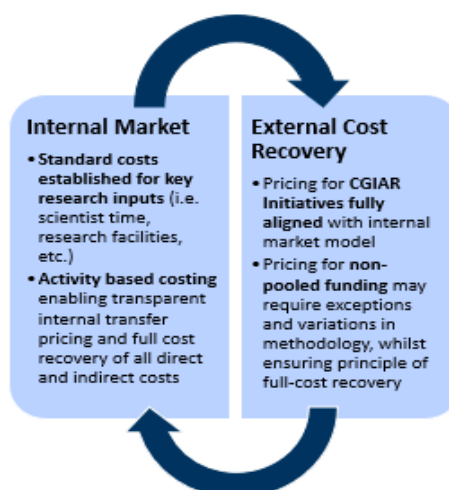 Internal Market
• Standard costs
established for key
research inputs (i.e.
scientist time,
research facilities,
etc.)
• Activity based costing
enabling transparent
internal transfer
pricing and full cost
recovery of all direct
and indirect costs
External Cost
Recovery
• Pricing for CGIAR
Initiatives fully
aligned with internal
market model
• Pricing for non-
pooled funding may
require exceptions
and variations in
methodology, whilst
ensuring principle of
full-cost recovery